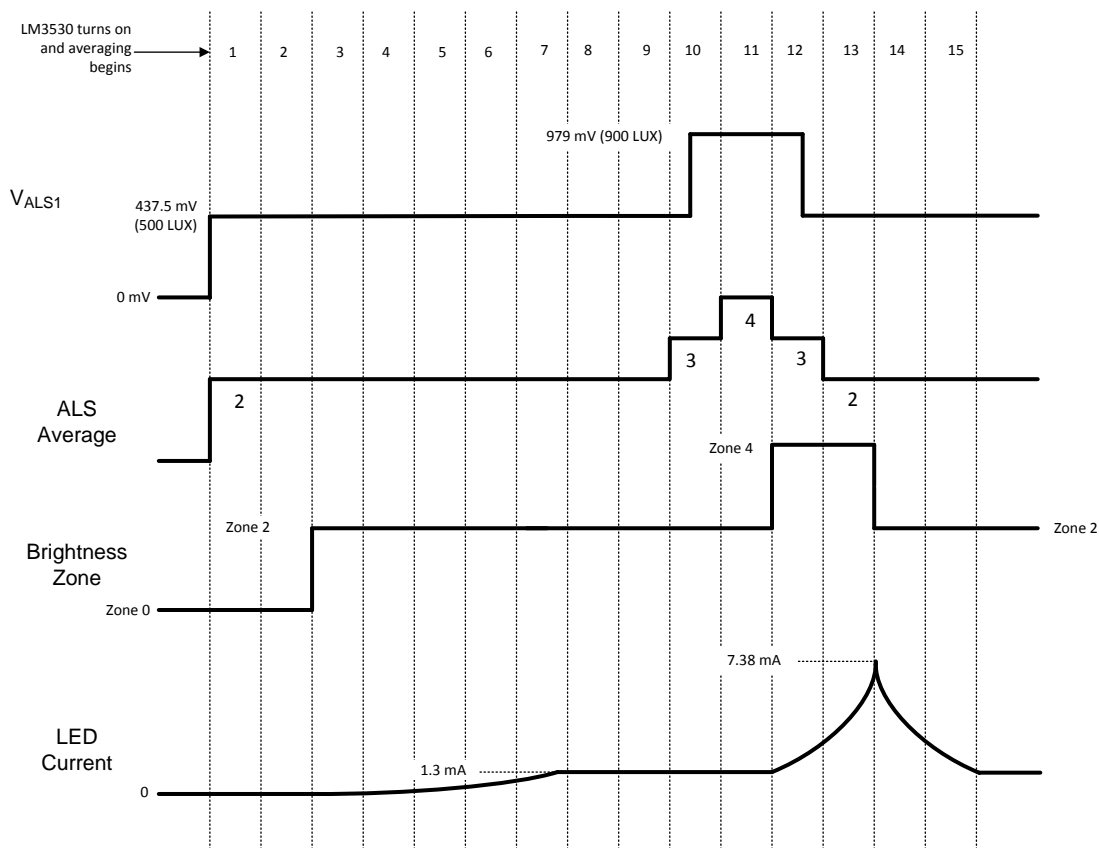 LM3530 turns on
and averaging
begins
1 2 3 4 5 6 7 8 9 10 11 12 13 14 15
979 mV (900 LUX)
VALS1
437.5 mV
(500 LUX)
0 mV
4
3 3
2 2
ALS
Average
Zone 4
Zone 2 Zone 2
Brightness
Zone
Zone 0
7.38 mA
LED
Current
1.3 mA
0